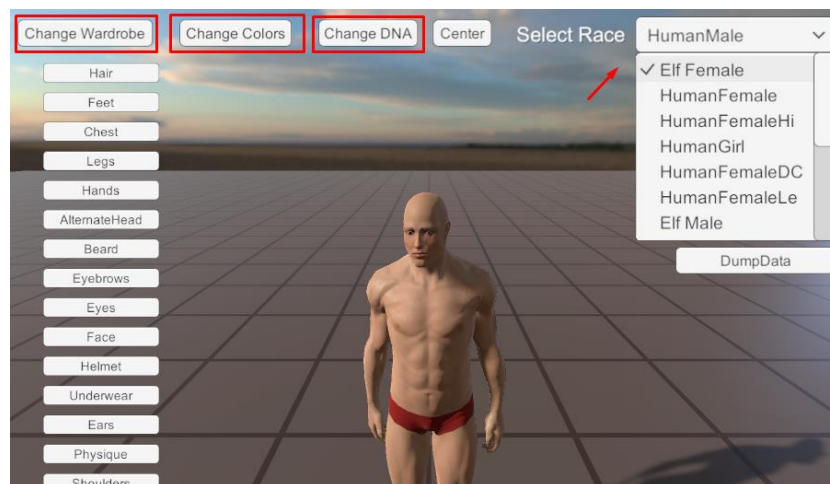 Change Wardrobe
Change Colors
Change DNA
Center
Select Race
HumanMale
Elf Female
HumanFemale
HumanFemaleHi
HumanGirl
HumanFemaleDC
HumanFemaleLe
Elf Male
DumpData
Hair
Feet
Chest
Legs
Hands
AlternateHead
Beard
Eyebrows
Eyes
Face
Helmet
Underwear
Ears
Physique
Shoulders